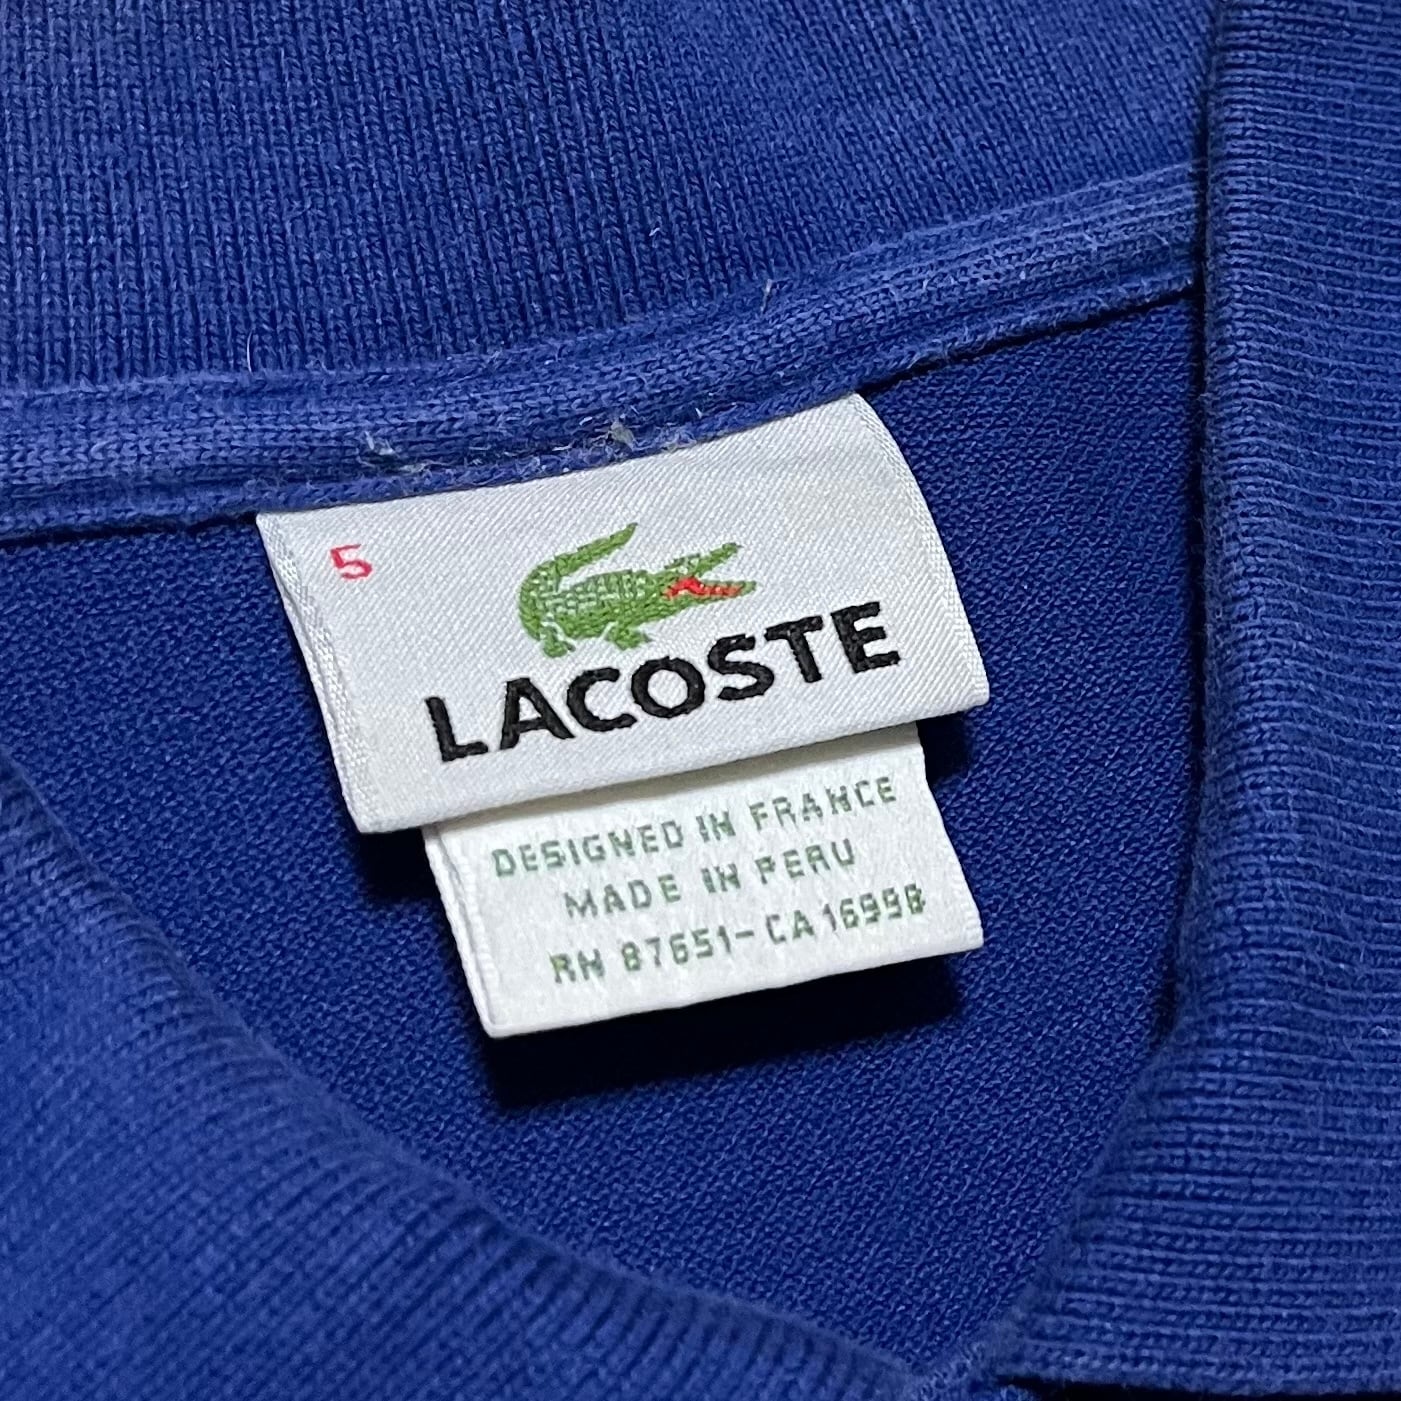 5
LACOSTE
DESIGNED IN FRANCE
MADE IN PERU
RN 87651-CA 16998